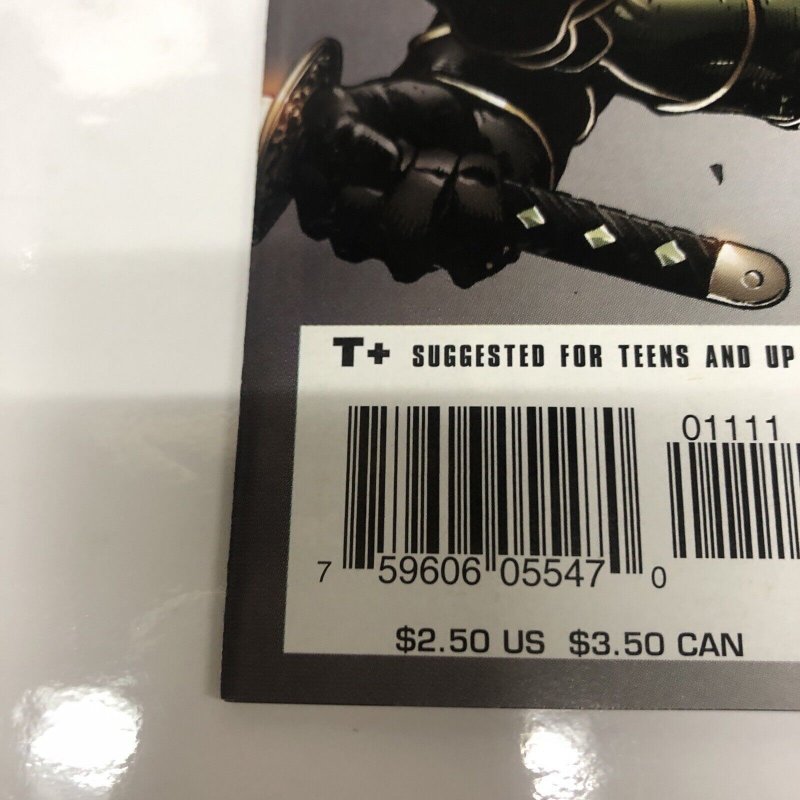 T+ SUGGESTED FOR TEENS AND UP
01111
7 59606 05547 0
$2.50 US $3.50 CAN